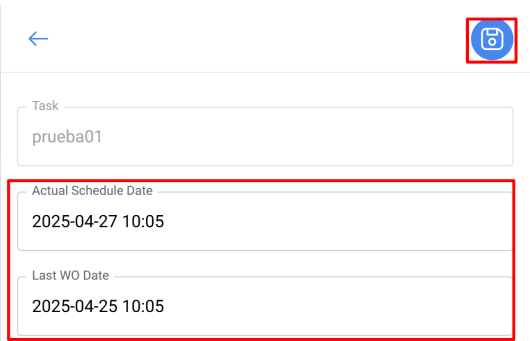 Task
prueba01
Actual Schedule Date
2025-04-27 10:05
Last WO Date
2025-04-25 10:05